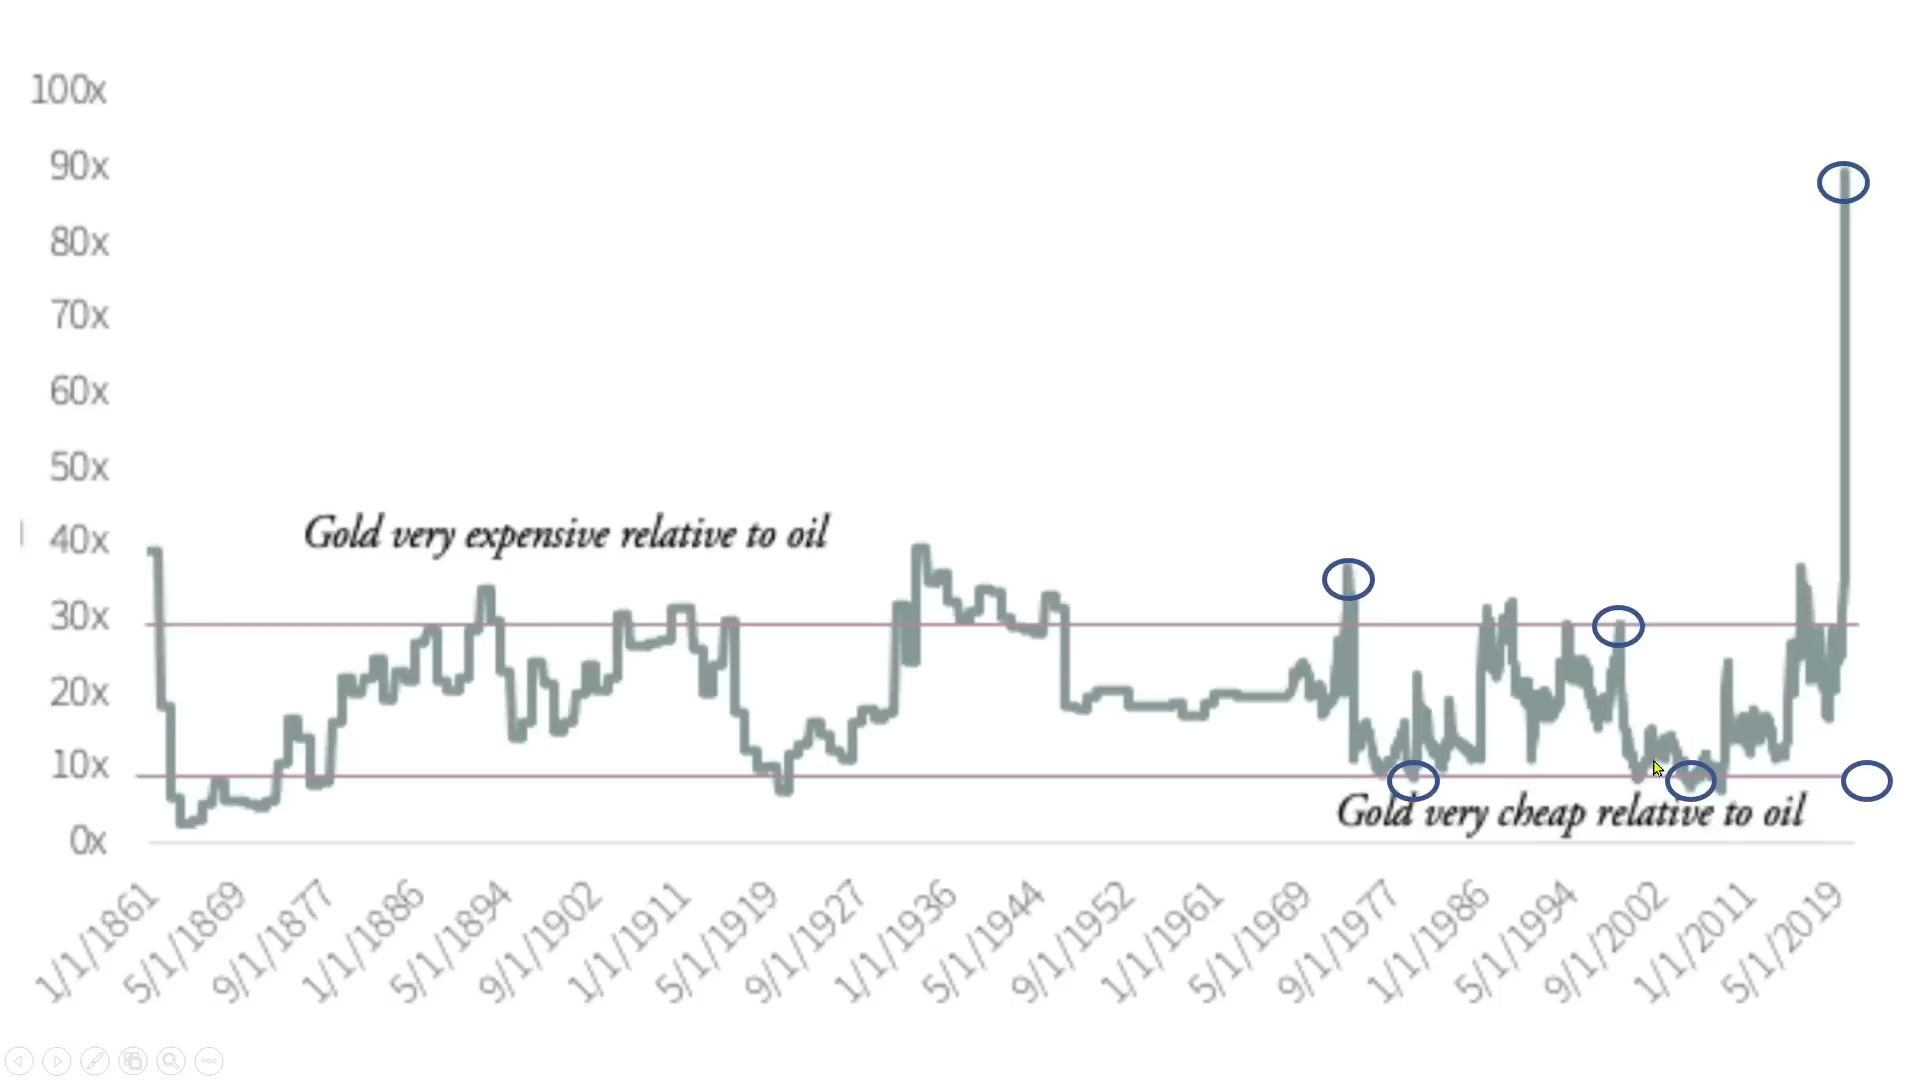 100x
90x
80x
70x
60x
50x
40x
30x
20x
10x
0x
Gold very expensive relative to oil
Gold very cheap relative to oil
1/1/1861
5/1/1869
9/1/1877
1/1/1886
5/1/1894
9/1/1902
1/1/1911
5/1/1919
9/1/1927
1/1/1936
5/1/1944
9/1/1952
1/1/1961
5/1/1969
9/1/1977
1/1/1986
5/1/1994
9/1/2002
1/1/2011
5/1/2019